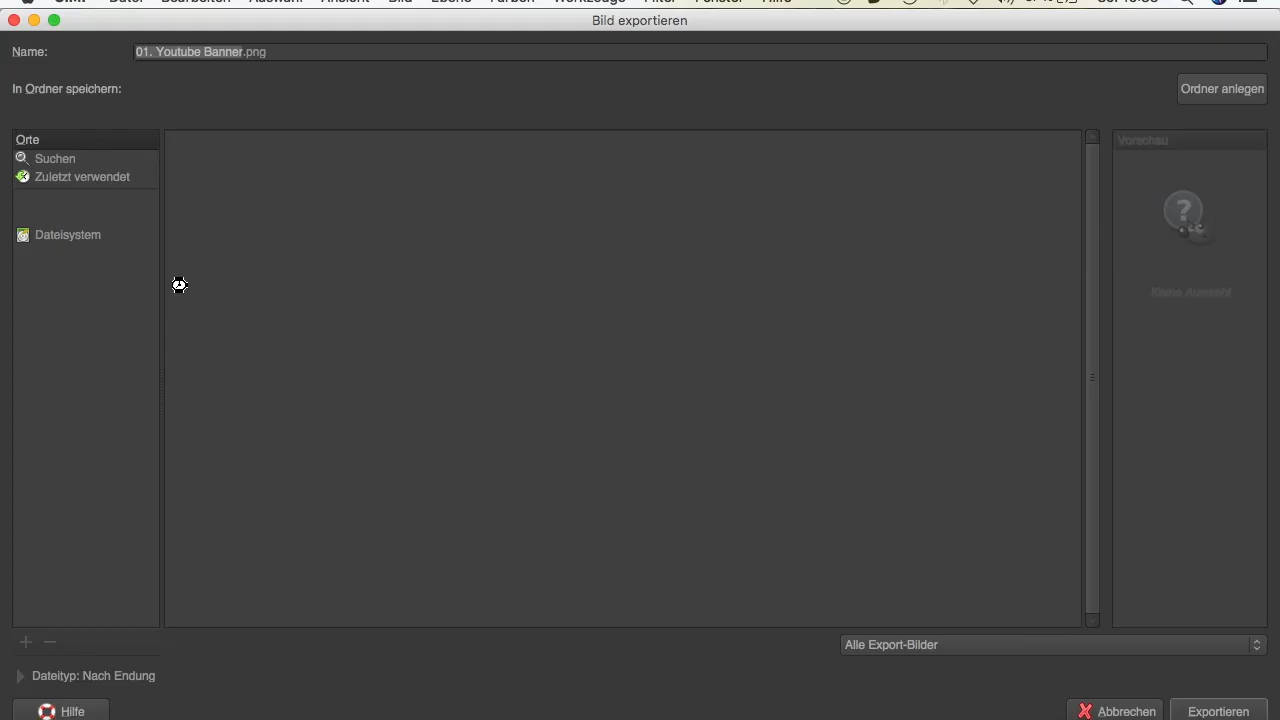 Bild exportieren
Name:
01. Youtube Banner.png
In Ordner speichern:
Ordner anlegen
Orte
Suchen
Zuletzt verwendet
Dateisystem
Vorschau
Keine Auswahl
Alle Export-Bilder
Dateityp: Nach Endung
Hilfe
Abbrechen
Exportieren